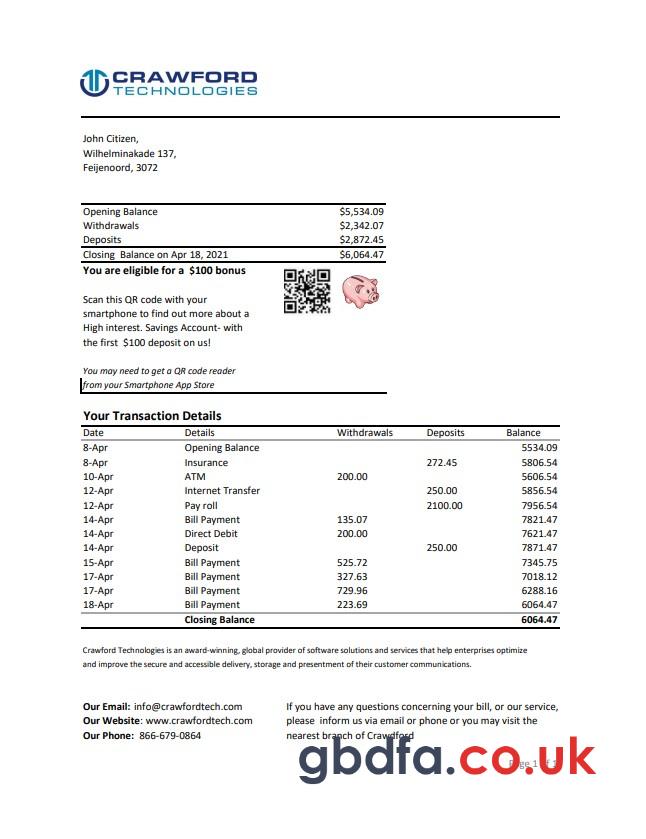 CRAWFORD
TECHNOLOGIES
John Citizen,
Wilhelminakade 137,
Feijenoord, 3072
Opening Balance $5,534.09
Withdrawals $2,342.07
Deposits $2,872.45
Closing Balance on Apr 18, 2021 $6,064.47
You are eligible for a $100 bonus
Scan this QR code with your
smartphone to find out more about a
High interest. Savings Account- with
the first $100 deposit on us!
You may need to get a QR code reader
from your Smartphone App Store
Your Transaction Details
Date Details Withdrawals Deposits Balance
8-Apr Opening Balance 5534.09
8-Apr Insurance 272.45 5806.54
10-Apr ATM 200.00 5606.54
12-Apr Internet Transfer 250.00 5856.54
12-Apr Pay roll 2100.00 7956.54
14-Apr Bill Payment 135.07 7821.47
14-Apr Direct Debit 200.00 7621.47
14-Apr Deposit 250.00 7871.47
15-Apr Bill Payment 525.72 7345.75
17-Apr Bill Payment 327.63 7018.12
17-Apr Bill Payment 729.96 6288.16
18-Apr Bill Payment 223.69 6064.47
Closing Balance 6064.47
Crawford Technologies is an award-winning, global provider of software solutions and services that help enterprises optimize
and improve the secure and accessible delivery, storage and presentment of their customer communications.
Our Email: info@crawfordtech.com
Our Website: www.crawfordtech.com
Our Phone: 866-679-0864
If you have any questions concerning your bill, or our service,
please inform us via email or phone or you may visit the
nearest branch of Crawdford
gbdfa.co.uk